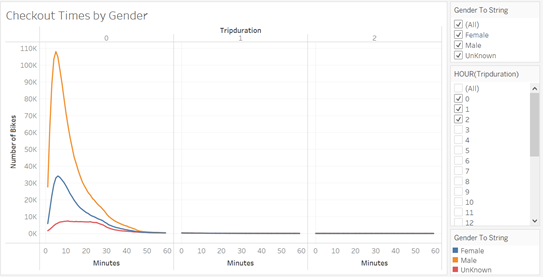 Checkout Times by Gender
Tripduration
0 1 2
110K
100K
90K
80K
70K
60K
50K
40K
30K
20K
10K
0K
Number of Bikes
0 10 20 30 40 50 60 0 10 20 30 40 50 60 0 10 20 30 40 50 60
Minutes Minutes Minutes
Gender To String
(All)
Female
Male
UnKnown
HOUR(Tripduration)
(All)
0
1
2
3
4
5
6
7
8
9
10
11
12
Gender To String
Female
Male
UnKnown